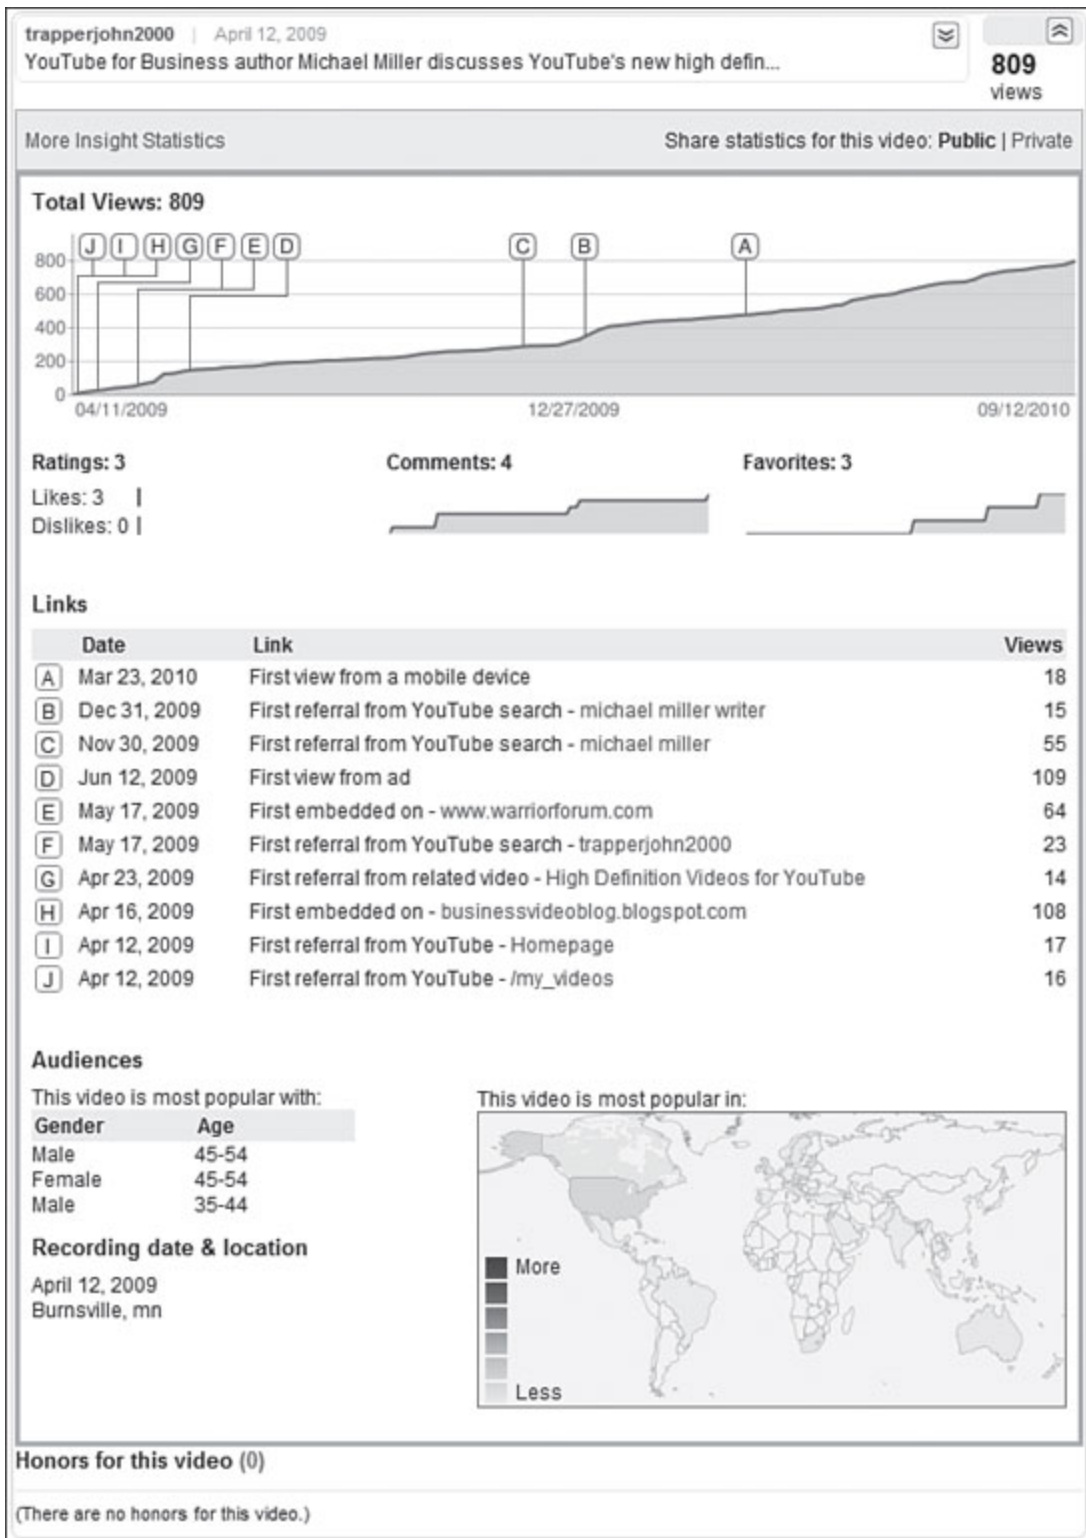 trapperjohn2000 | April 12, 2009
YouTube for Business author Michael Miller discusses YouTube's new high defin...
809
views
More Insight Statistics
Share statistics for this video: Public | Private
Total Views: 809
J I H G F E D C B A
800
600
400
200
0
04/11/2009 12/27/2009 09/12/2010
Ratings: 3 Comments: 4 Favorites: 3
Likes: 3
Dislikes: 0
Links
Date Link Views
A Mar 23, 2010 First view from a mobile device 18
B Dec 31, 2009 First referral from YouTube search - michael miller writer 15
C Nov 30, 2009 First referral from YouTube search - michael miller 55
D Jun 12, 2009 First view from ad 109
E May 17, 2009 First embedded on - www.warriorforum.com 64
F May 17, 2009 First referral from YouTube search - trapperjohn2000 23
G Apr 23, 2009 First referral from related video - High Definition Videos for YouTube 14
H Apr 16, 2009 First embedded on - businessvideoblog.blogspot.com 108
I Apr 12, 2009 First referral from YouTube - Homepage 17
J Apr 12, 2009 First referral from YouTube - /my_videos 16
Audiences
This video is most popular with:
Gender Age
Male 45-54
Female 45-54
Male 35-44
Recording date & location
April 12, 2009
Burnsville, mn
This video is most popular in:
More
Less
Honors for this video (0)
(There are no honors for this video.)